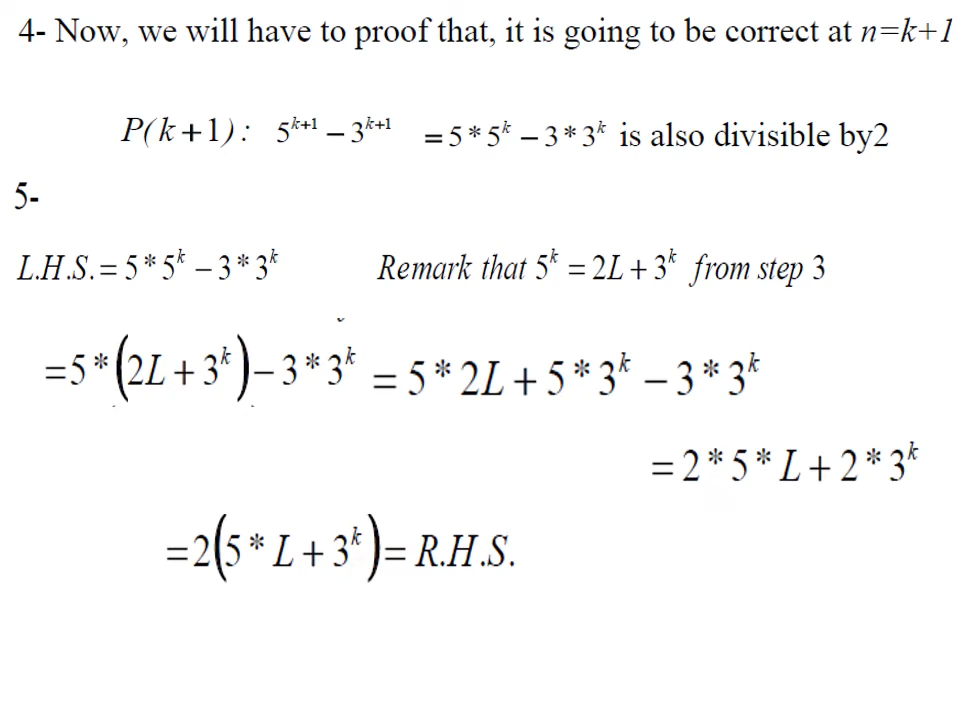 4- Now, we will have to proof that, it is going to be correct at n=k+1
P(k+1): 5^{k+1} − 3^{k+1} = 5*5^k − 3*3^k is also divisible by2
5-
L.H.S. = 5*5^k − 3*3^k Remark that 5^k = 2L + 3^k from step 3
=5*(2L+3^k)−3*3^k = 5*2L+5*3^k −3*3^k
= 2*5*L+2*3^k
=2(5*L+3^k)= R.H.S.